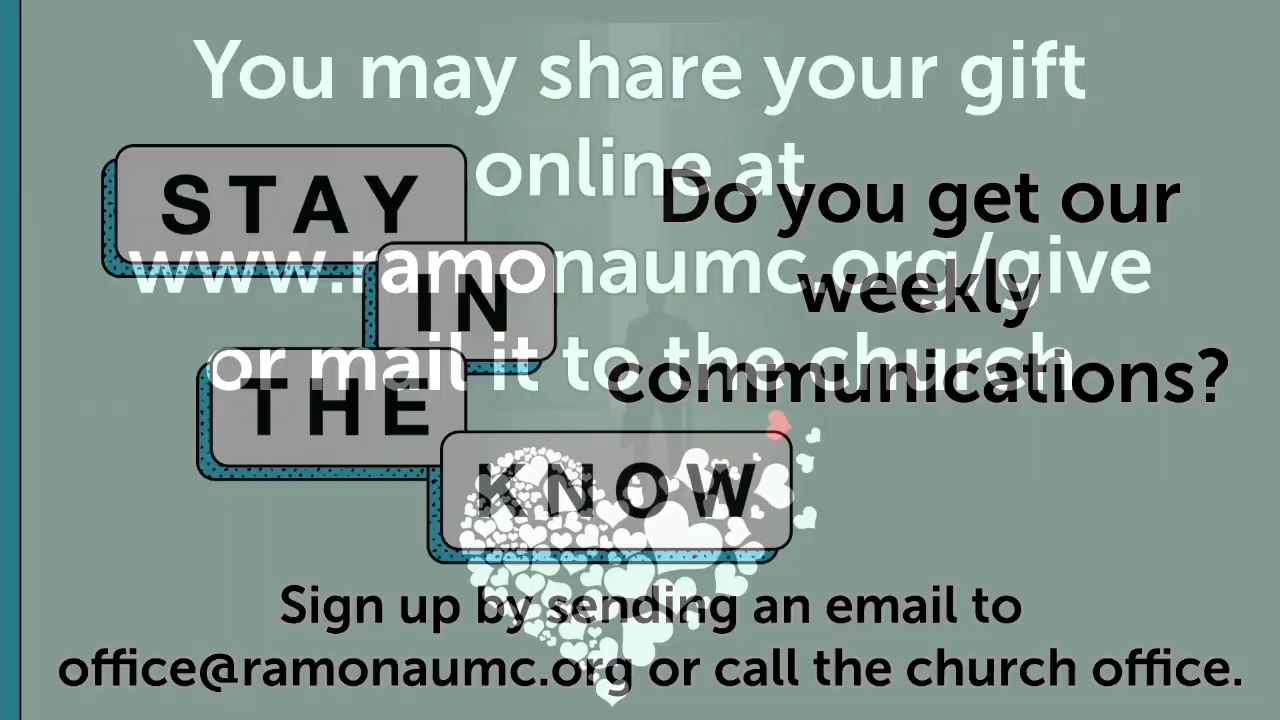 You may share your gift
online at
www.ramonaumc.org/give
or mail it to the church
STAY
IN
THE
KNOW
Do you get our
weekly
communications?
Sign up by sending an email to
office@ramonaumc.org or call the church office.